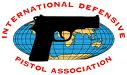 INTERNATIONAL DEFENSIVE
PISTOL ASSOCIATION